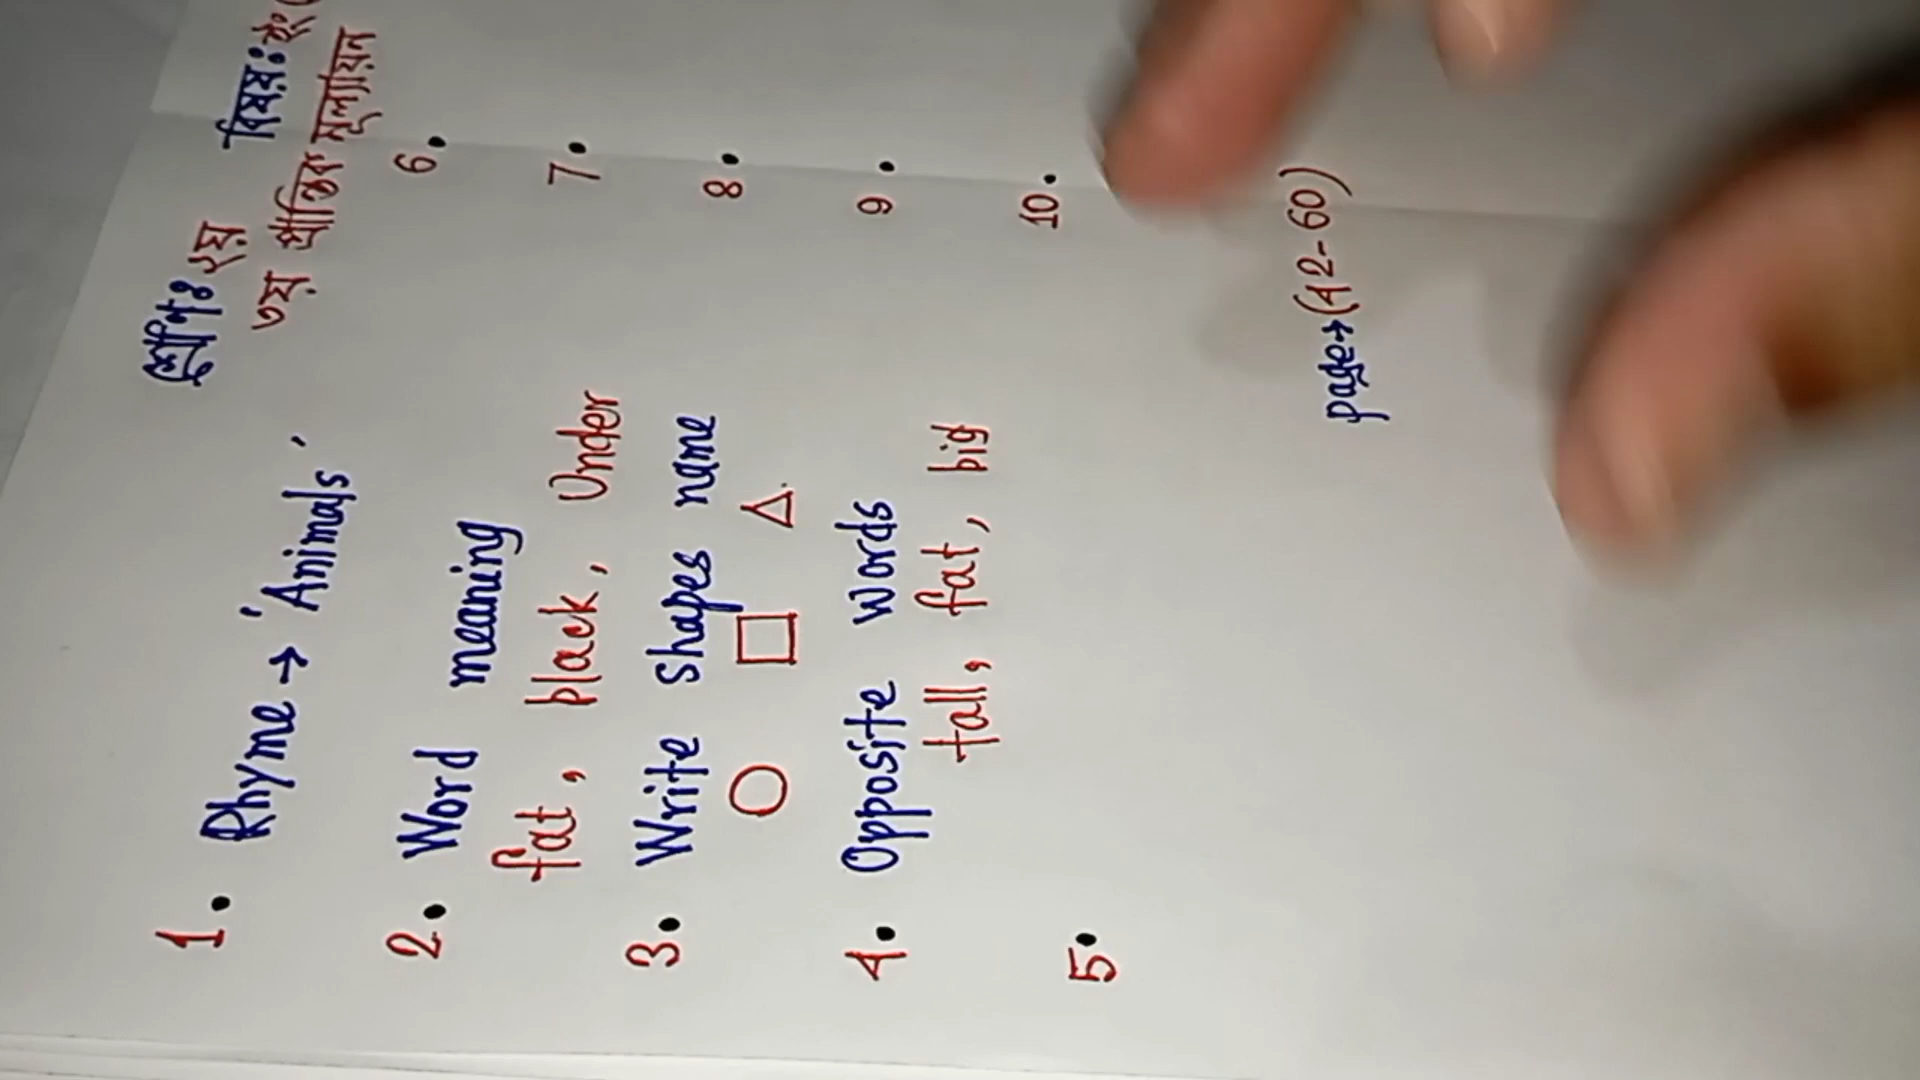 শ্রেণিঃ ২য় বিষয়ঃ
৩য় প্রান্তিক মূল্যায়ন
1. Rhyme → 'Animals'
2. Word meaning
fat, black, Under
3. Write shapes name
4. Opposite words
tall, fat, big
5.
6.
7.
8.
9.
10.
page→(42-60)